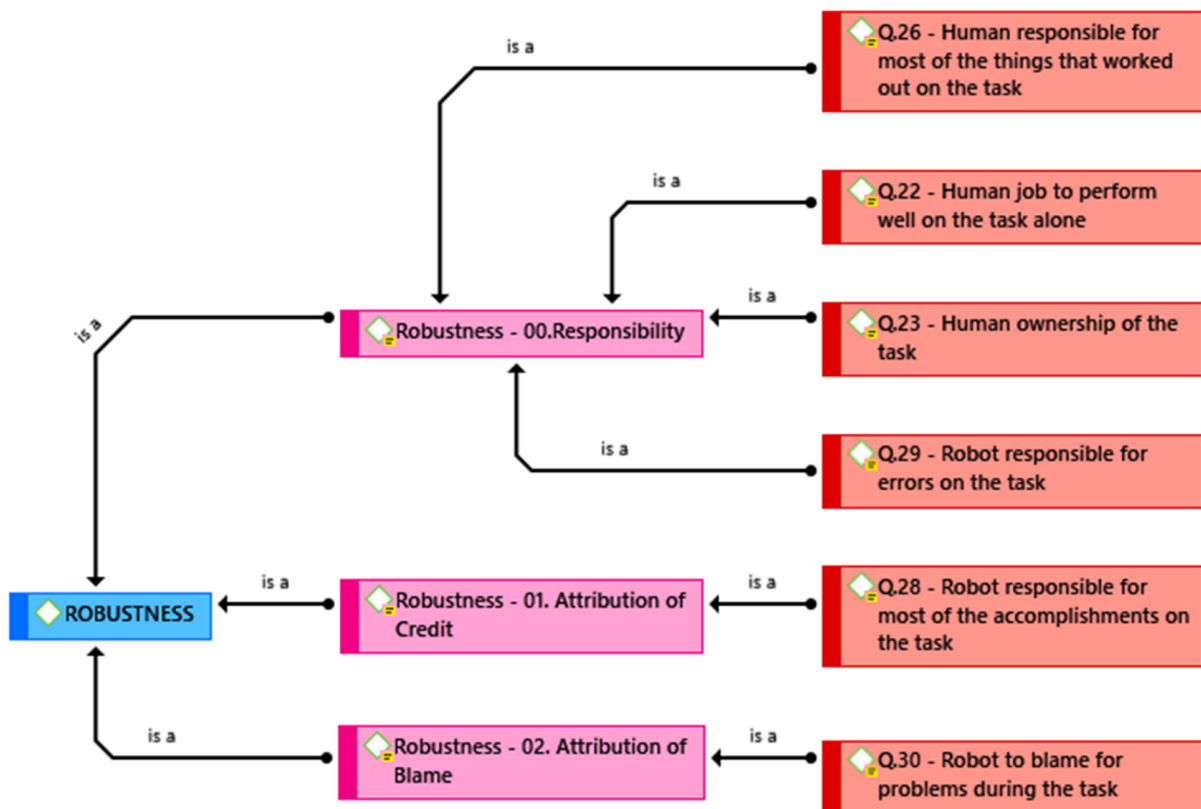 Q.26 - Human responsible for
most of the things that worked
out on the task
is a
Q.22 - Human job to perform
well on the task alone
is a
Q.23 - Human ownership of the
task
is a
is a
Robustness - 00.Responsibility
Q.29 - Robot responsible for
errors on the task
is a
Q.28 - Robot responsible for
most of the accomplishments on
the task
is a
is a
Robustness - 01. Attribution of
Credit
ROBUSTNESS
Robustness - 02. Attribution of
Blame
is a
is a
Q.30 - Robot to blame for
problems during the task